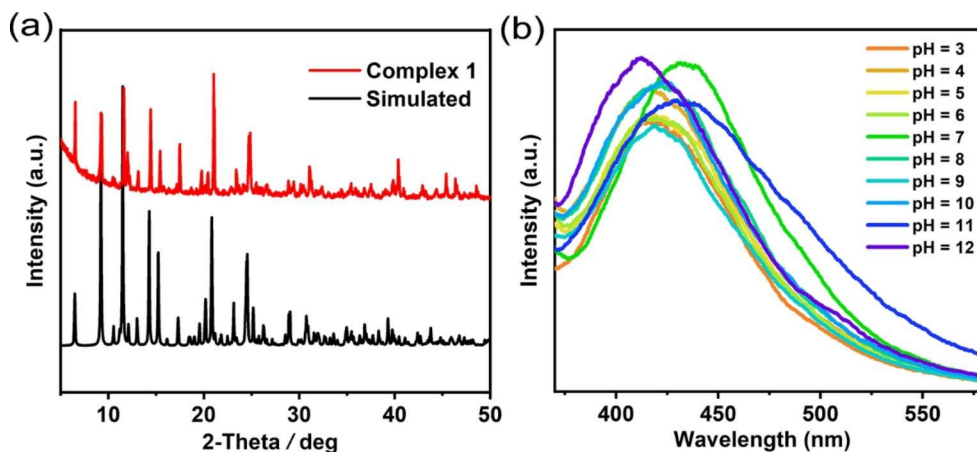 (a)
Complex 1
Simulated
Intensity (a.u.)
10
20
30
40
50
2-Theta / deg
(b)
pH = 3
pH = 4
pH = 5
pH = 6
pH = 7
pH = 8
pH = 9
pH = 10
pH = 11
pH = 12
Intensity (a.u.)
400
450
500
550
Wavelength (nm)